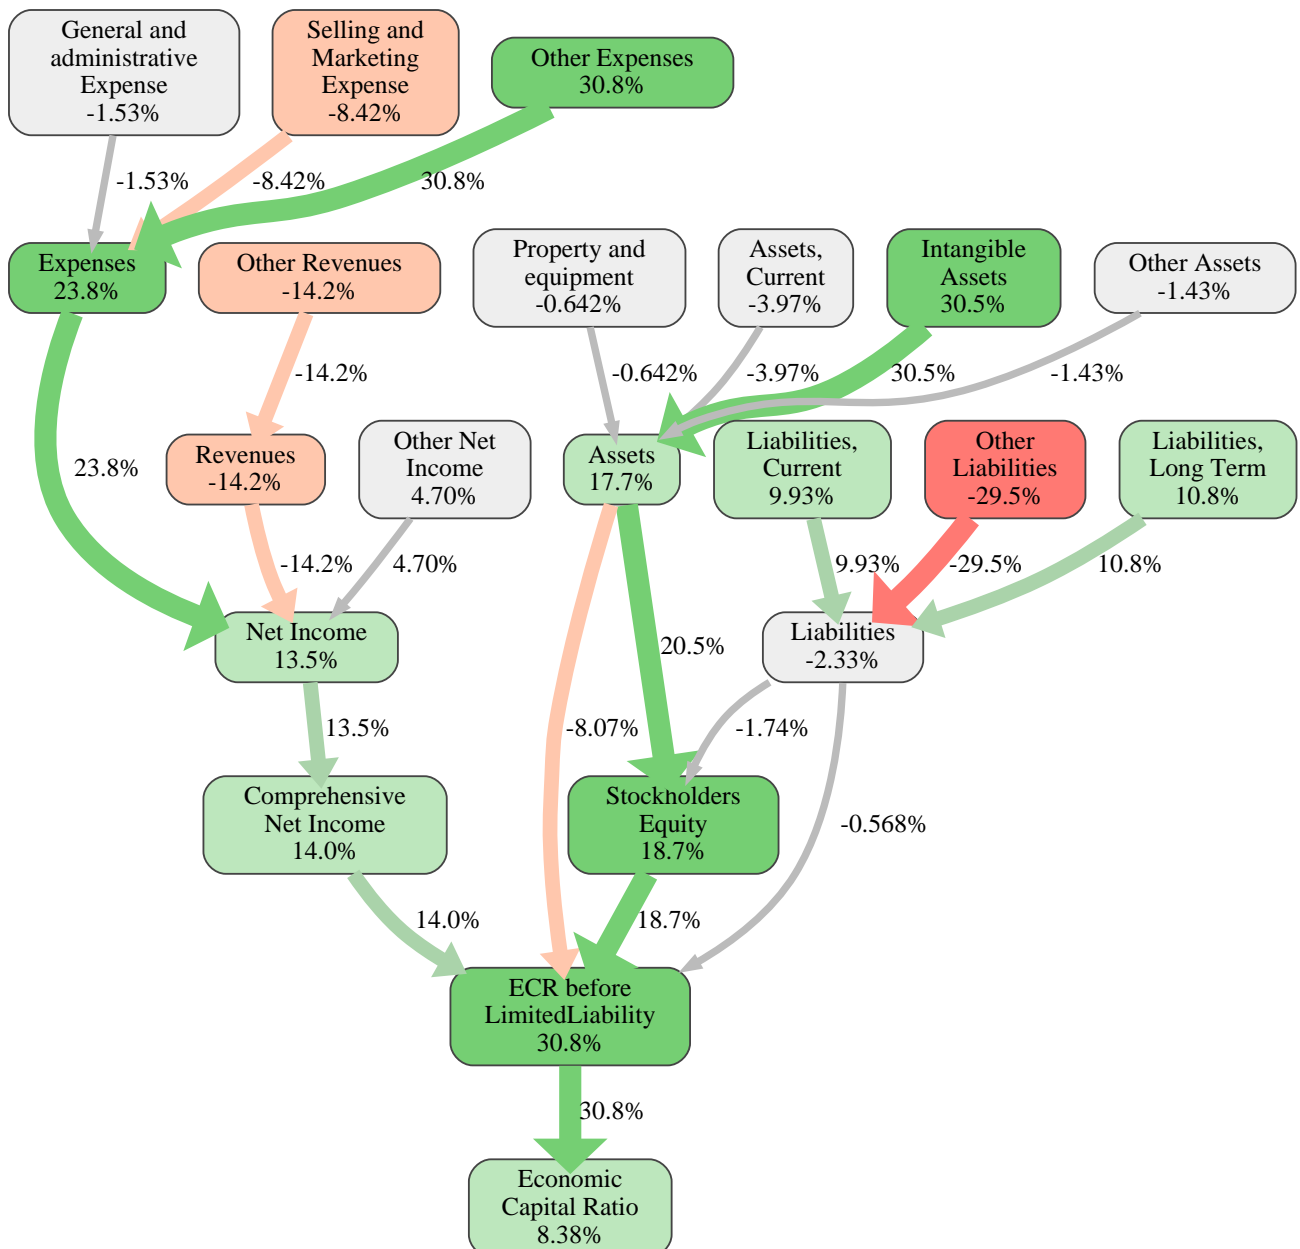 General and
administrative
Expense
-1.53%
Selling and
Marketing
Expense
-8.42%
Other Expenses
30.8%
-1.53%
-8.42%
30.8%
Expenses
23.8%
Other Revenues
-14.2%
Property and
equipment
-0.642%
Assets,
Current
-3.97%
Intangible
Assets
30.5%
Other Assets
-1.43%
-14.2%
-0.642%
-3.97%
30.5%
-1.43%
23.8%
Revenues
-14.2%
Other Net
Income
4.70%
Assets
17.7%
Liabilities,
Current
9.93%
Other
Liabilities
-29.5%
Liabilities,
Long Term
10.8%
-14.2%
4.70%
9.93%
-29.5%
10.8%
Net Income
13.5%
20.5%
Liabilities
-2.33%
13.5%
-8.07%
-1.74%
Comprehensive
Net Income
14.0%
Stockholders
Equity
18.7%
-0.568%
14.0%
18.7%
ECR before
LimitedLiability
30.8%
30.8%
Economic
Capital Ratio
8.38%